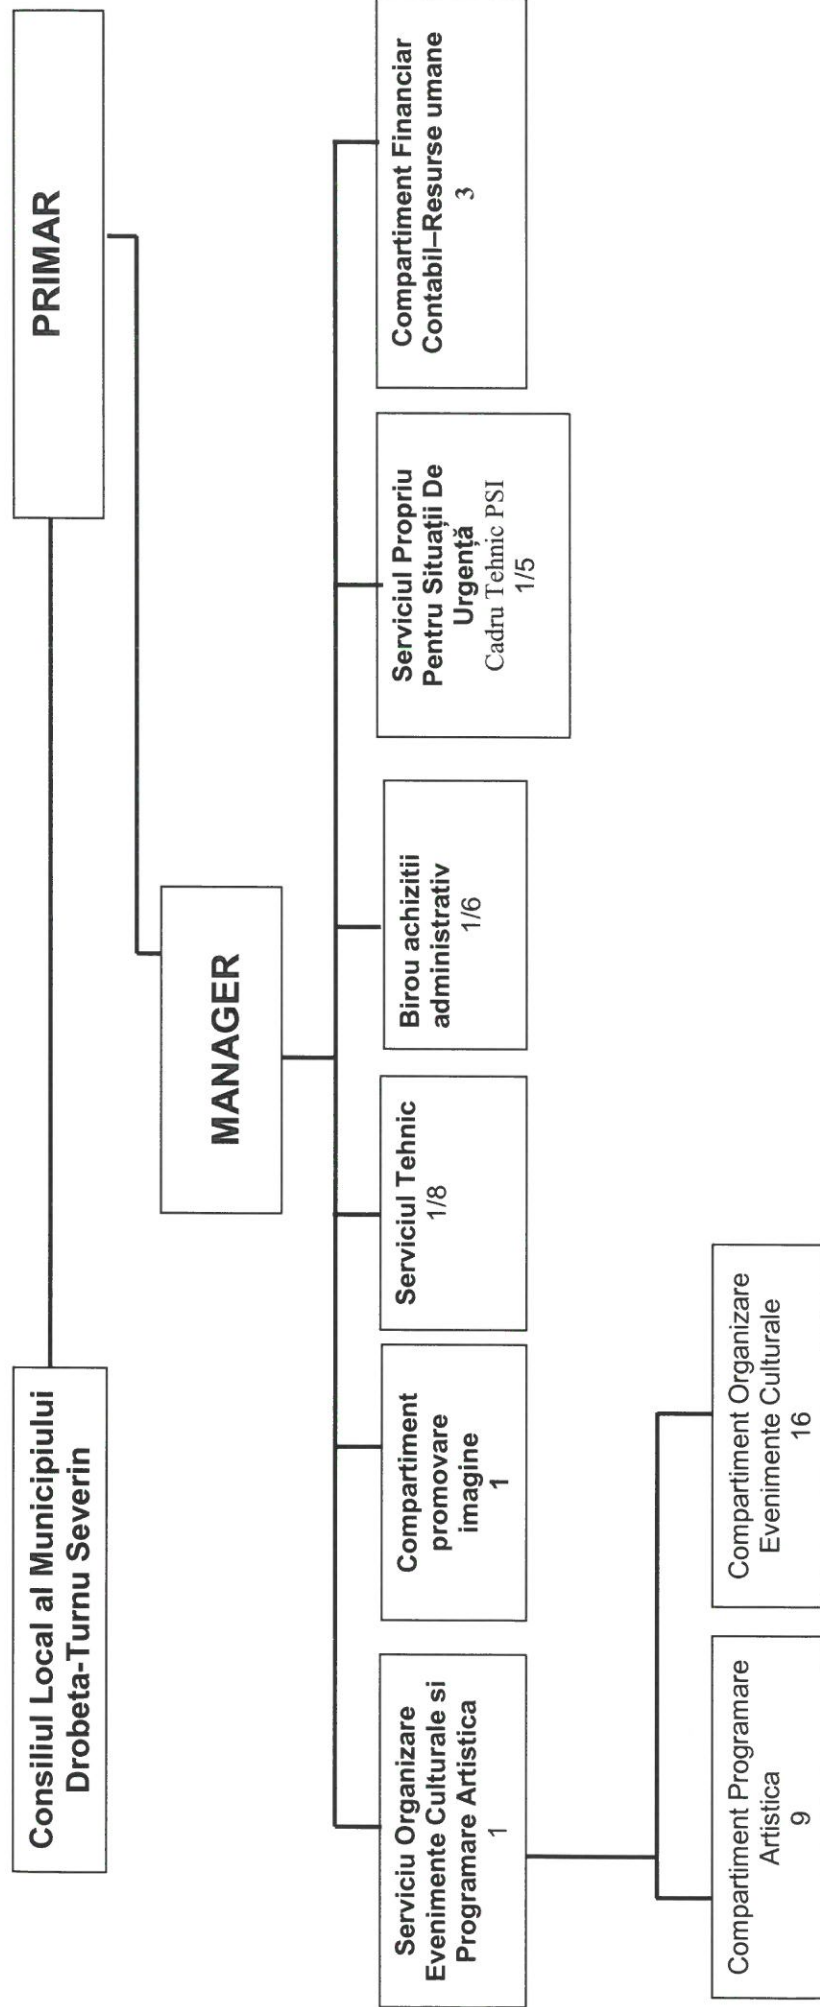 Consiliul Local al Municipiului
Drobeta-Turnu Severin
PRIMAR
MANAGER
Serviciu Organizare
Evenimente Culturale si
Programare Artistica
1
Compartiment
promovare
imagine
1
Serviciul Tehnic
1/8
Birou achizitii
administrativ
1/6
Serviciul Propriu
Pentru Situații De
Urgență
Cadru Tehnic PSI
1/5
Compartiment Financiar
Contabil–Resurse umane
3
Compartiment Programare
Artistica
9
Compartiment Organizare
Evenimente Culturale
16